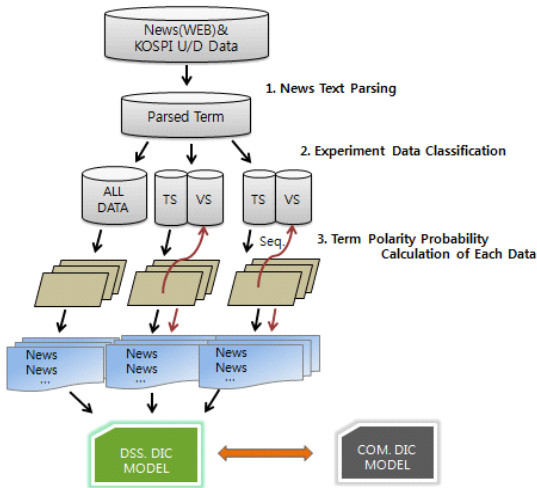 News(WEB)&
KOSPI U/D Data
1. News Text Parsing
Parsed Term
2. Experiment Data Classification
ALL
DATA
TS
VS
TS
VS
Seq.
3. Term Polarity Probability
Calculation of Each Data
News
News
...
News
News
...
News
News
...
DSS. DIC
MODEL
COM. DIC
MODEL